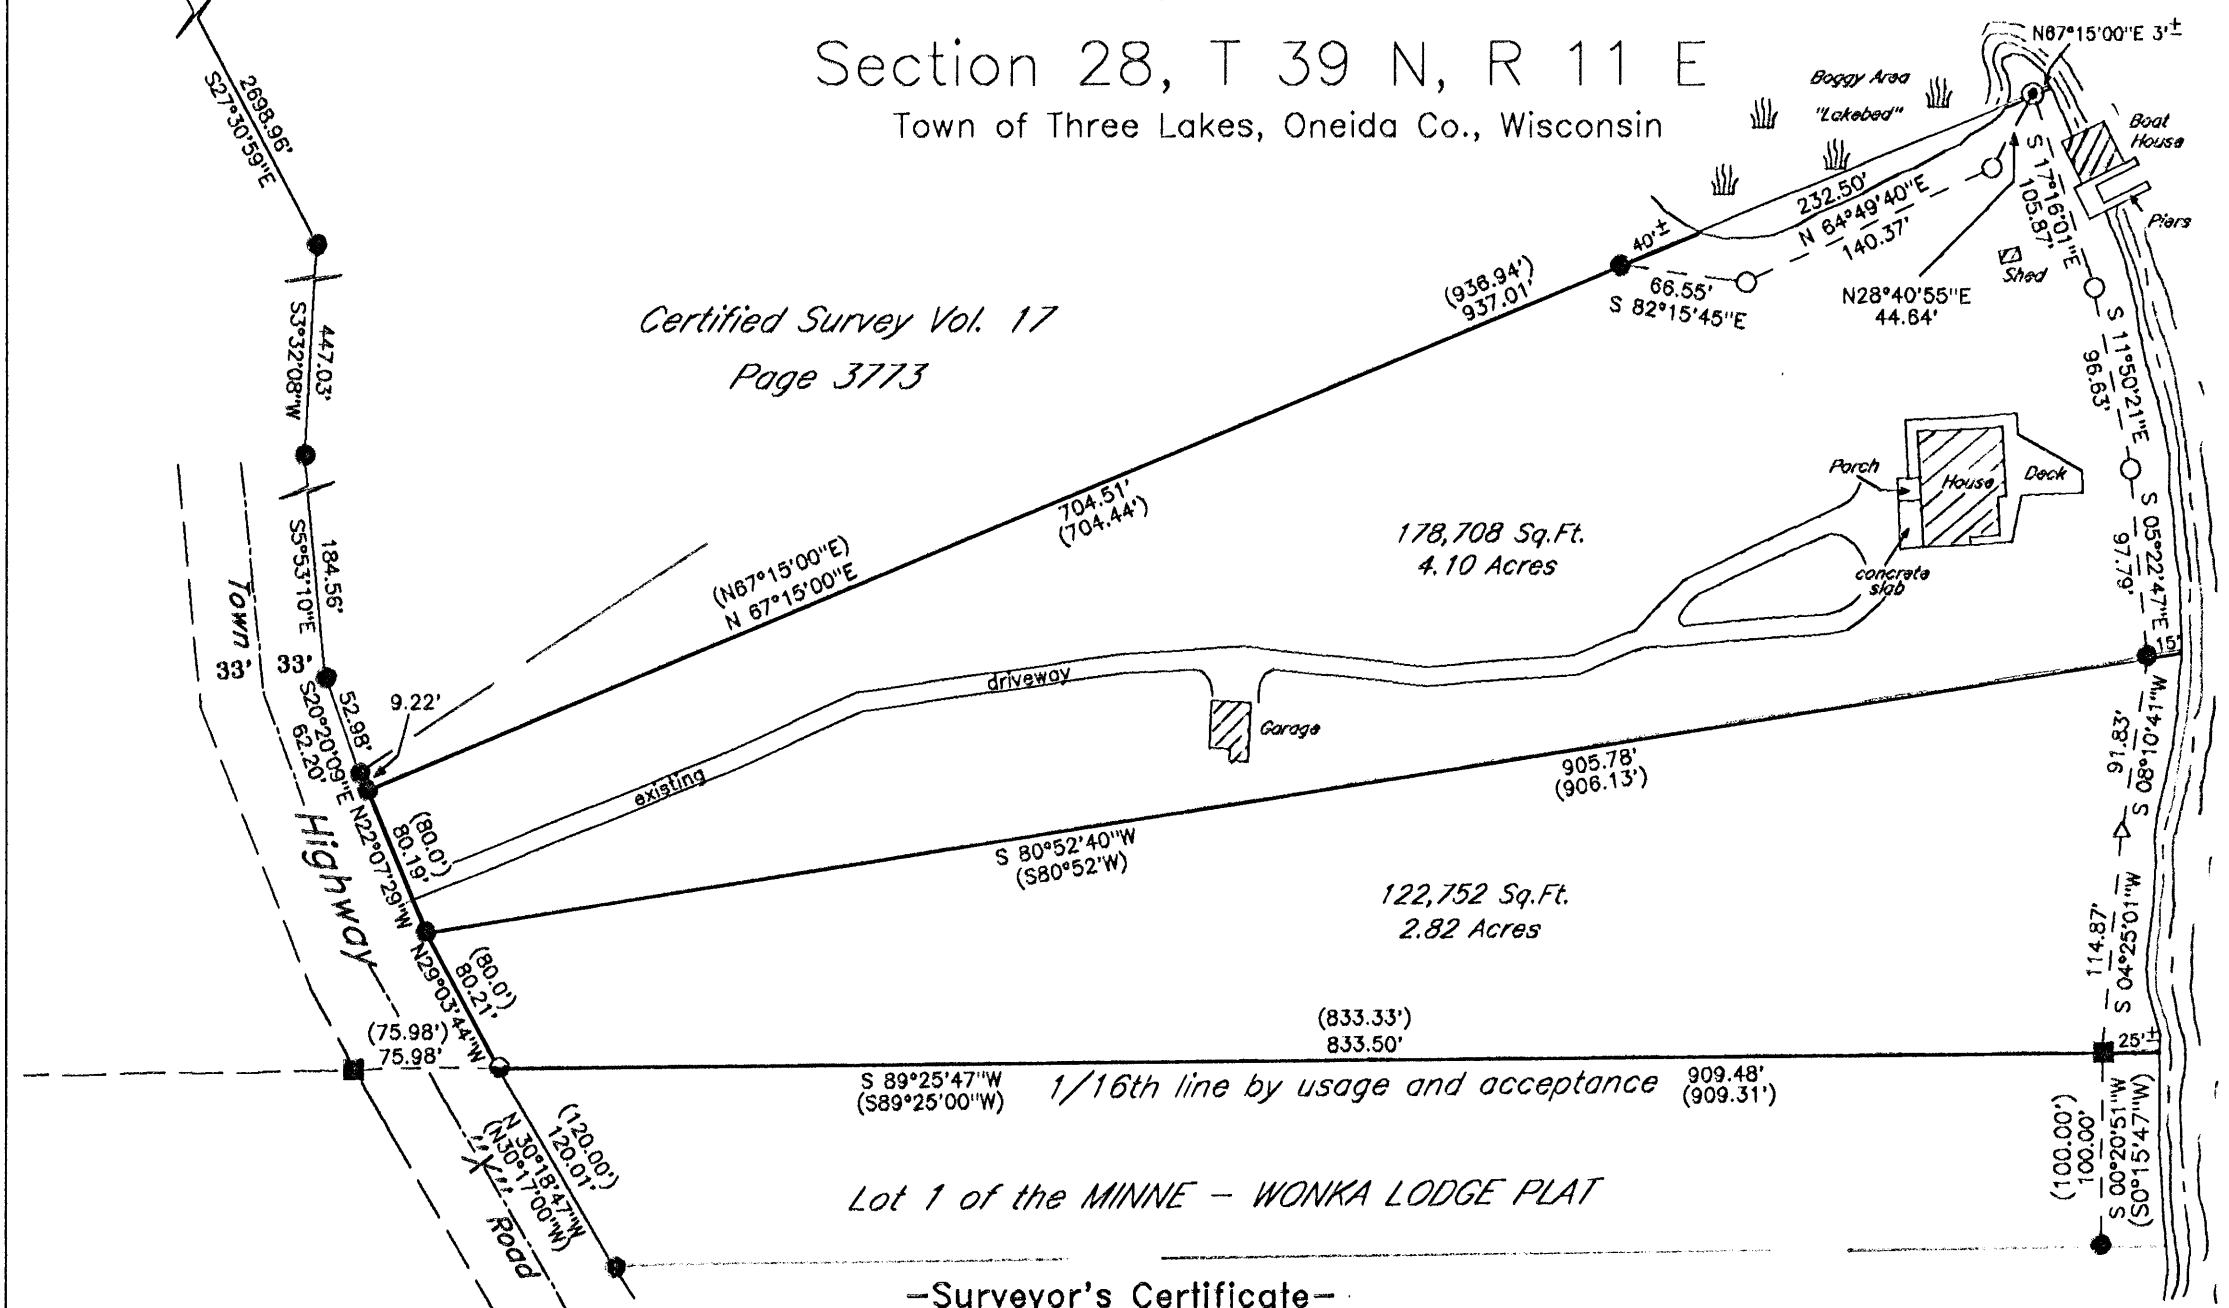 Section 28, T 39 N, R 11 E
Town of Three Lakes, Oneida Co., Wisconsin
N67°15'00"E 3'±
Boggy Area
"Lakebed"
Boat
House
Piers
2698.96'
S27°30'59"E
232.50'
N 64°49'40"E
140.37'
S 17°16'01"E
105.87'
Shed
40'±
66.55'
S 82°15'45"E
N28°40'55"E
44.64'
(936.94')
937.01'
Certified Survey Vol. 17
Page 3773
447.03'
S3°32'08"W
S 11°50'21"E
96.63'
Porch
House
Deck
concrete
slab
704.51'
(704.44')
178,708 Sq.Ft.
4.10 Acres
184.56'
S5°53'10"E
(N67°15'00"E)
N 67°15'00"E
S 05°22'47"E
97.79'
15'
Town
33' 33'
52.98'
S20°20'09"E
62.20'
9.22'
driveway
existing
Garage
905.78'
(906.13')
S 80°52'40"W
(S80°52'W)
91.83'
S 08°10'41"W
Highway
(80.0')
80.19'
N22°07'29"W
122,752 Sq.Ft.
2.82 Acres
114.87'
S 04°25'01"W
(80.0')
80.21'
N29°03'44"W
(75.98')
75.98'
(833.33')
833.50'
25'±
S 89°25'47"W
(S89°25'00"W)
1/16th line by usage and acceptance
909.48'
(909.31')
(120.00')
120.01'
N 30°18'47"W
(N30°17'00"W)
(100.00')
100.00'
S 00°20'51"W
(S0°15'47"W)
Lot 1 of the MINNE - WONKA LODGE PLAT
Road
-Surveyor's Certificate-